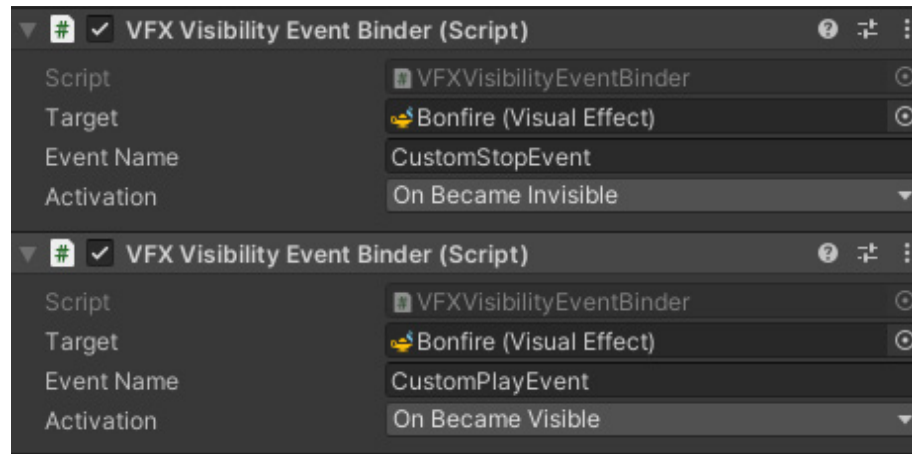 VFX Visibility Event Binder (Script)
Script VFXVisibilityEventBinder
Target Bonfire (Visual Effect)
Event Name CustomStopEvent
Activation On Became Invisible
VFX Visibility Event Binder (Script)
Script VFXVisibilityEventBinder
Target Bonfire (Visual Effect)
Event Name CustomPlayEvent
Activation On Became Visible